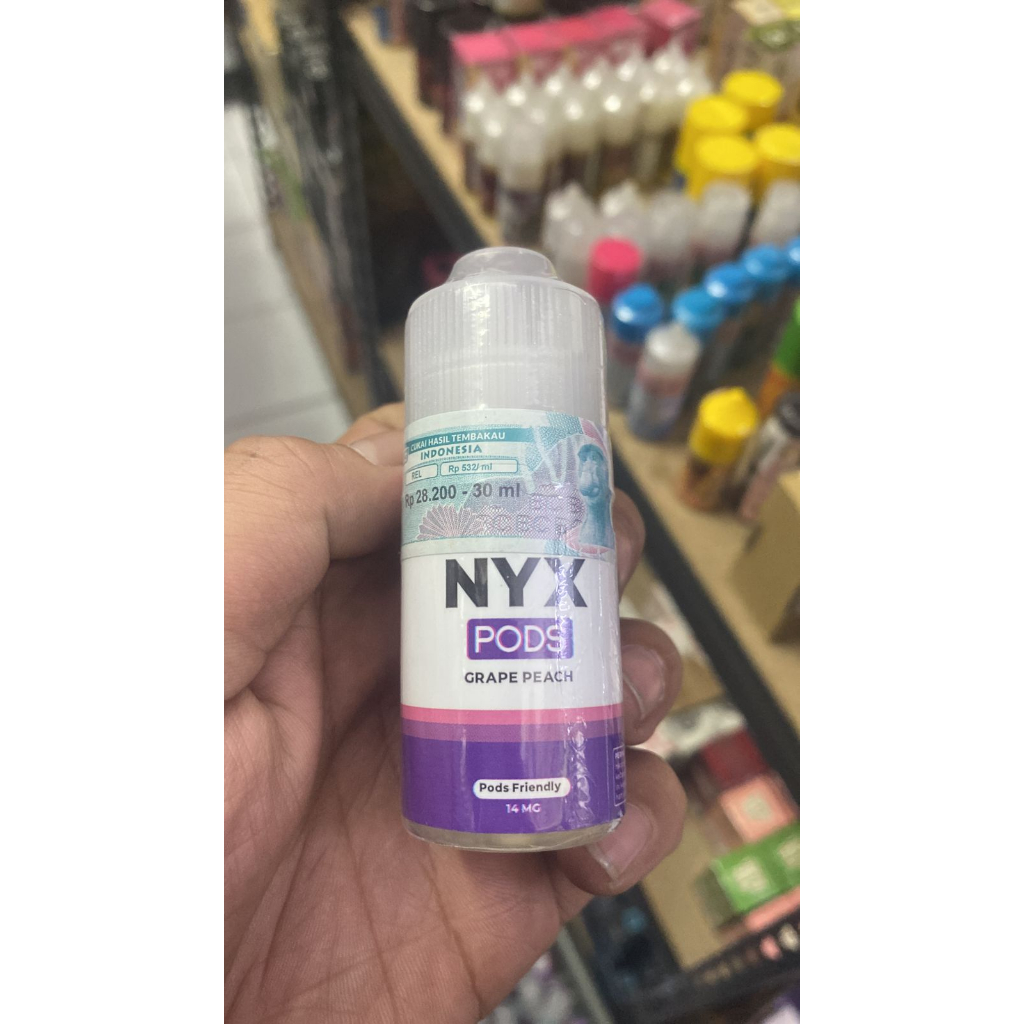 CUKAI HASIL TEMBAKAU
INDONESIA
REL Rp 532/ ml
Rp 28.200 - 30 ml
NYX
PODS
GRAPE PEACH
Pods Friendly
14 MG